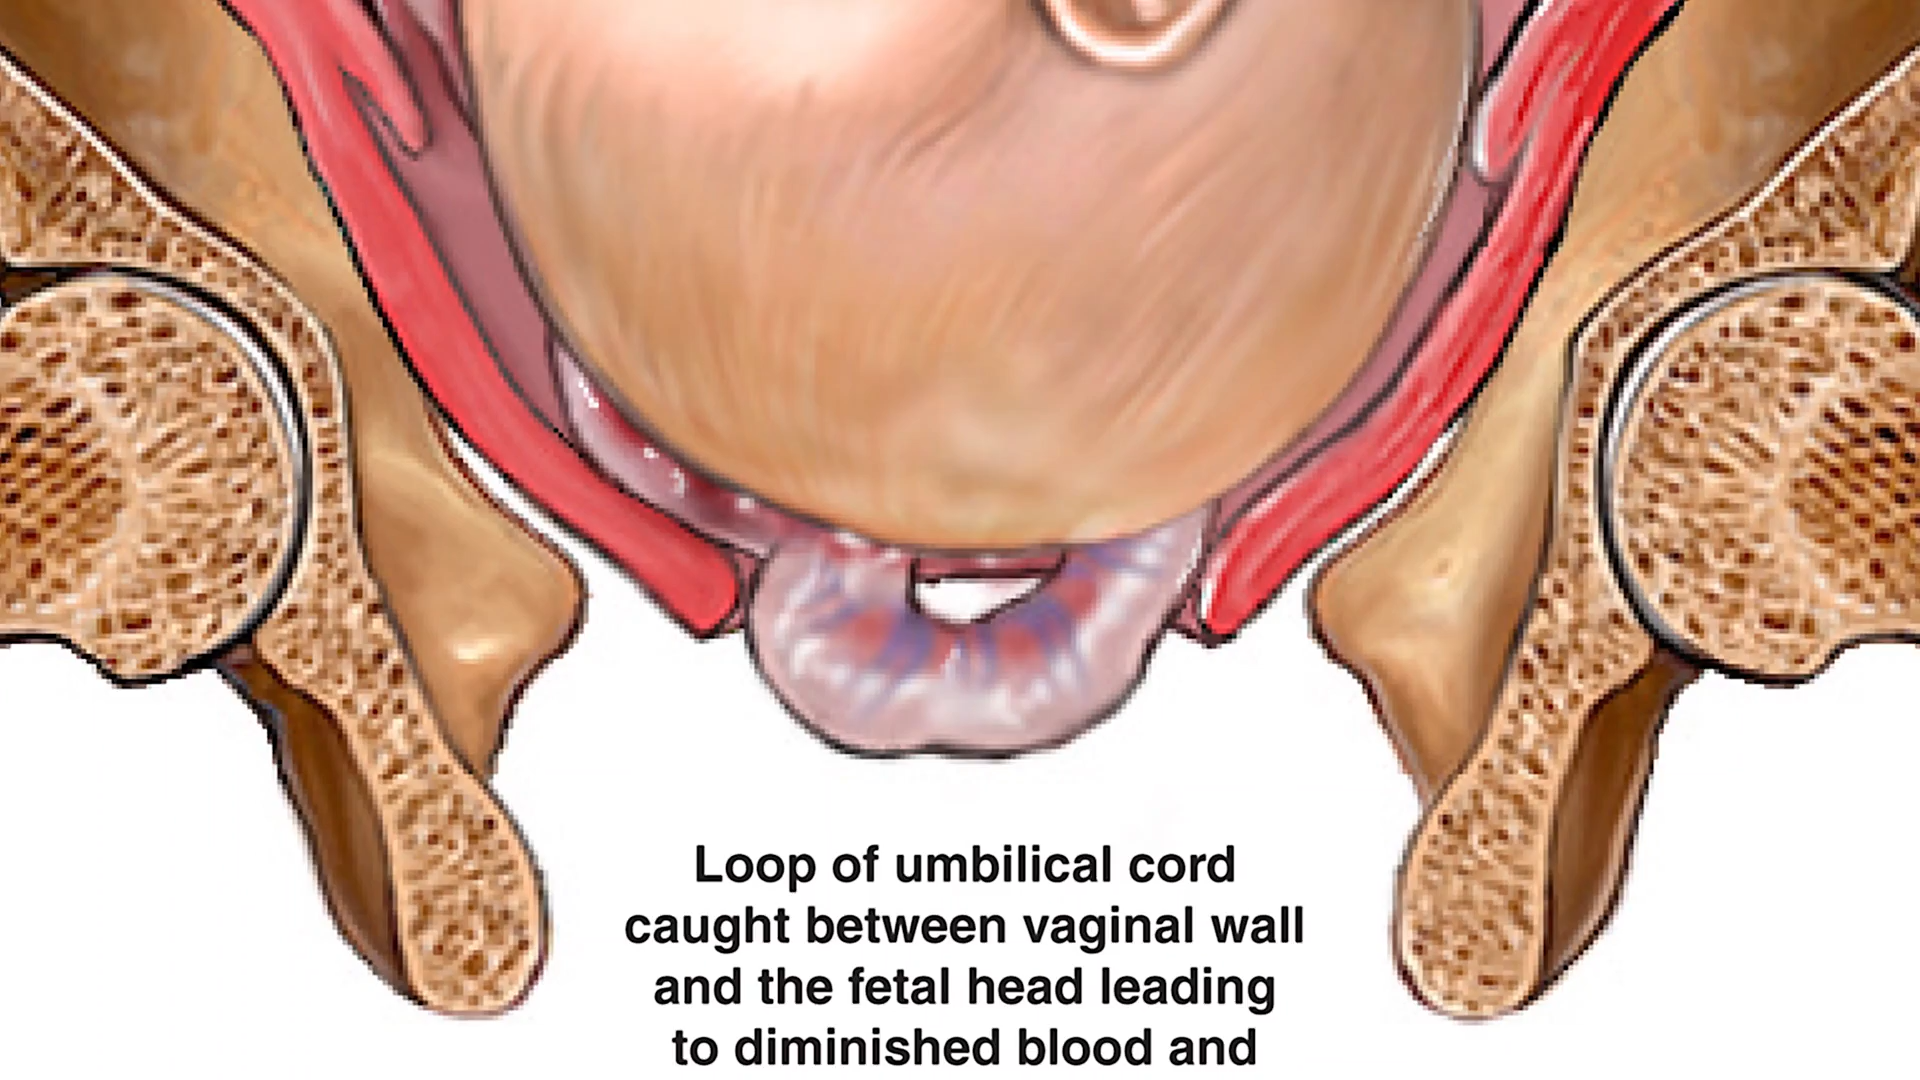 Loop of umbilical cord
caught between vaginal wall
and the fetal head leading
to diminished blood and